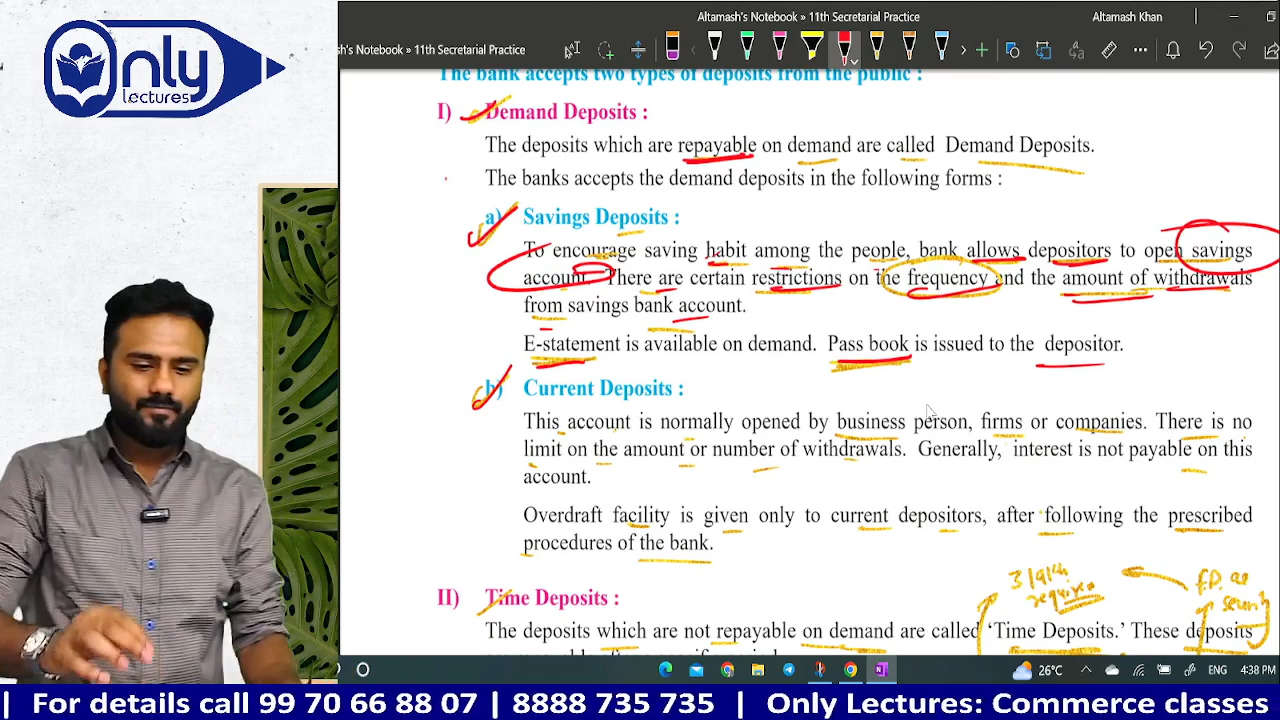 Only
Lectures
Altamash's Notebook » 11th Secretarial Practice
Altamash Khan
's Notebook » 11th Secretarial Practice
The bank accepts two types of deposits from the public :
I) Demand Deposits :
The deposits which are repayable on demand are called Demand Deposits.
The banks accepts the demand deposits in the following forms :
a) Savings Deposits :
To encourage saving habit among the people, bank allows depositors to open savings
account. There are certain restrictions on the frequency and the amount of withdrawals
from savings bank account.
E-statement is available on demand. Pass book is issued to the depositor.
b) Current Deposits :
This account is normally opened by business person, firms or companies. There is no
limit on the amount or number of withdrawals. Generally, interest is not payable on this
account.
Overdraft facility is given only to current depositors, after following the prescribed
procedures of the bank.
3 lakh
require
F.D. as
II) Time Deposits :
The deposits which are not repayable on demand are called 'Time Deposits.' These deposits
26°C
ENG
4:38 PM
| For details call 99 70 66 88 07 | 8888 735 735 | Only Lectures: Commerce classes